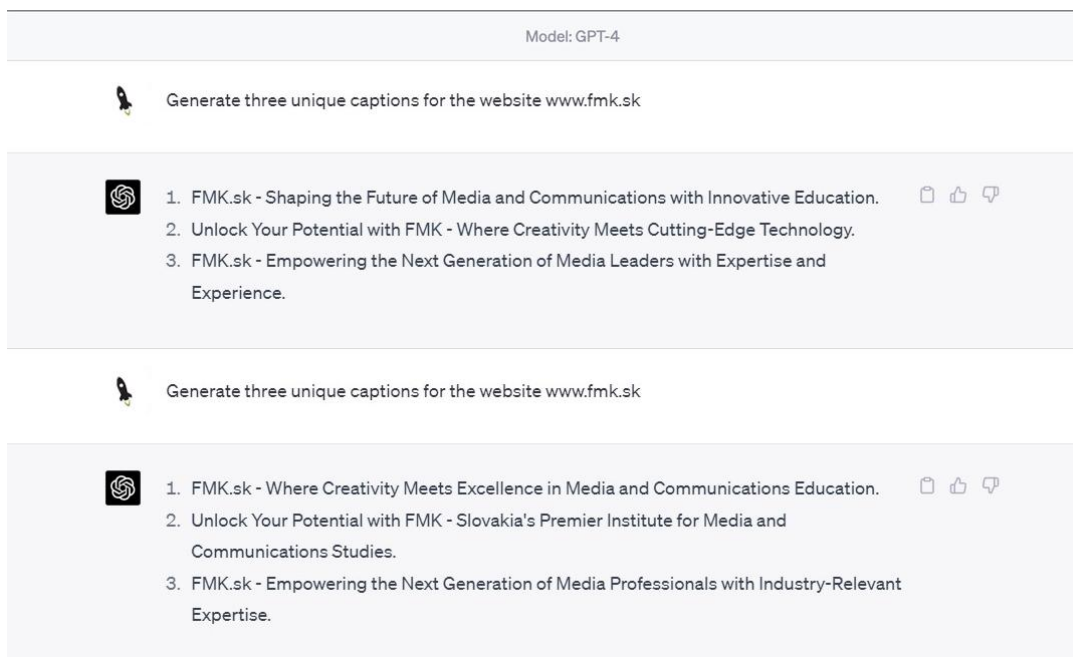 Model: GPT-4
Generate three unique captions for the website www.fmk.sk
1. FMK.sk - Shaping the Future of Media and Communications with Innovative Education.
2. Unlock Your Potential with FMK - Where Creativity Meets Cutting-Edge Technology.
3. FMK.sk - Empowering the Next Generation of Media Leaders with Expertise and
Experience.
Generate three unique captions for the website www.fmk.sk
1. FMK.sk - Where Creativity Meets Excellence in Media and Communications Education.
2. Unlock Your Potential with FMK - Slovakia's Premier Institute for Media and
Communications Studies.
3. FMK.sk - Empowering the Next Generation of Media Professionals with Industry-Relevant
Expertise.